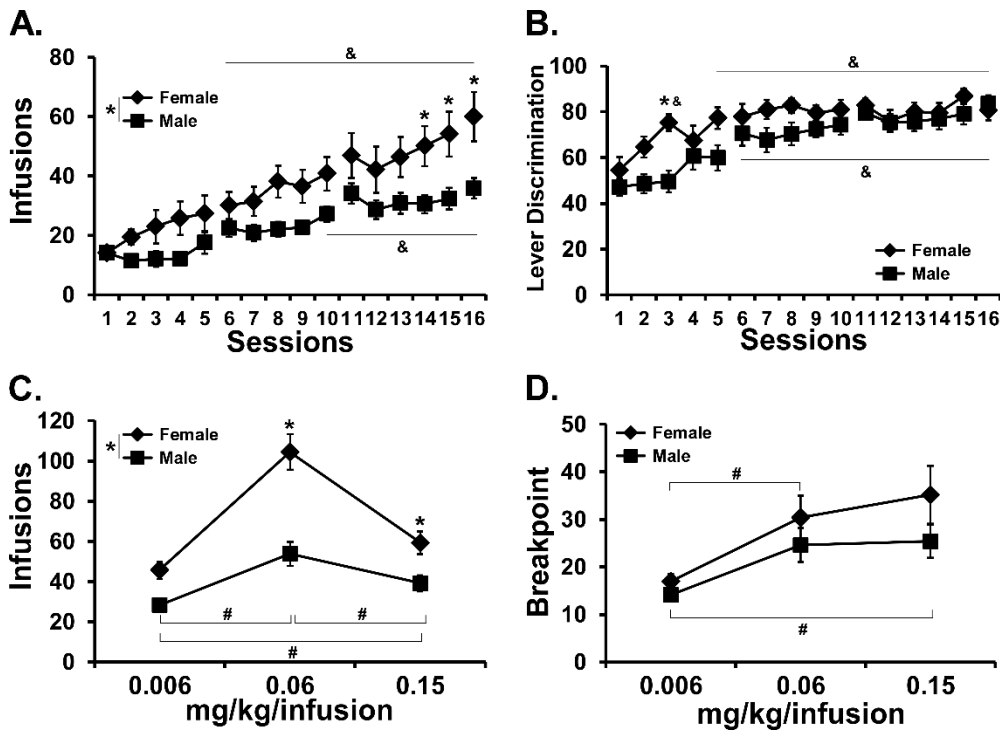 A.
Infusions
80
60
40
20
0
&
* Female
Male
* * *
&
1 2 3 4 5 6 7 8 9 10 11 12 13 14 15 16
Sessions
B.
Lever Discrimination
100
80
60
40
20
0
&
* &
&
Female
Male
1 2 3 4 5 6 7 8 9 10 11 12 13 14 15 16
Sessions
C.
Infusions
120
100
80
60
40
20
0
* Female
Male
*
*
# #
#
0.006 0.06 0.15
mg/kg/infusion
D.
Breakpoint
50
40
30
20
10
0
Female
Male
#
#
0.006 0.06 0.15
mg/kg/infusion